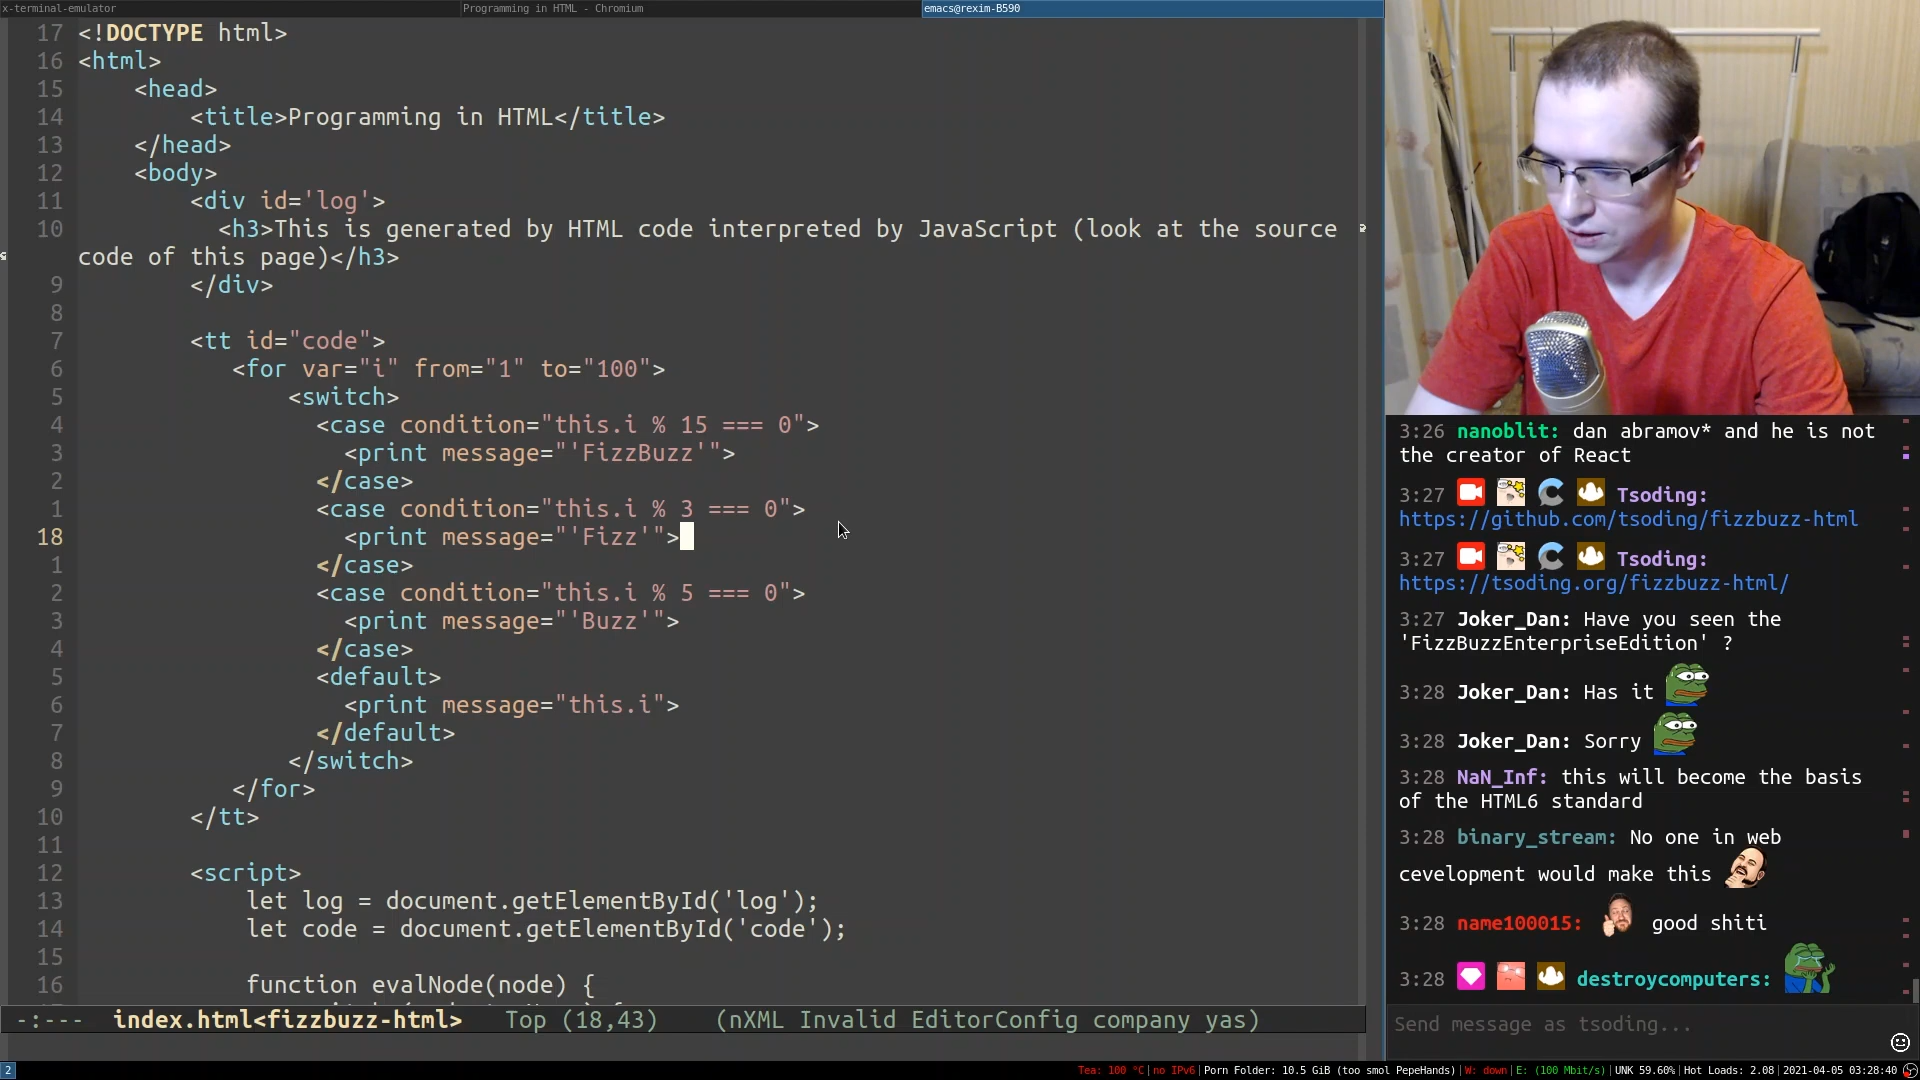 x-terminal-emulator
Programming in HTML - Chromium
emacs@rexim-B590
17 <!DOCTYPE html>
16 <html>
15 <head>
14 <title>Programming in HTML</title>
13 </head>
12 <body>
11 <div id='log'>
10 <h3>This is generated by HTML code interpreted by JavaScript (look at the source
code of this page)</h3>
9 </div>
8
7 <tt id="code">
6 <for var="i" from="1" to="100">
5 <switch>
4 <case condition="this.i % 15 === 0">
3 <print message="'FizzBuzz'">
2 </case>
1 <case condition="this.i % 3 === 0">
18 <print message="'Fizz'">
1 </case>
2 <case condition="this.i % 5 === 0">
3 <print message="'Buzz'">
4 </case>
5 <default>
6 <print message="this.i">
7 </default>
8 </switch>
9 </for>
10 </tt>
11
12 <script>
13 let log = document.getElementById('log');
14 let code = document.getElementById('code');
15
16 function evalNode(node) {
-:--- index.html<fizzbuzz-html> Top (18,43) (nXML Invalid EditorConfig company yas)
3:26 nanoblit: dan abramov* and he is not
the creator of React
3:27 Tsoding:
https://github.com/tsoding/fizzbuzz-html
3:27 Tsoding:
https://tsoding.org/fizzbuzz-html/
3:27 Joker_Dan: Have you seen the
'FizzBuzzEnterpriseEdition' ?
3:28 Joker_Dan: Has it
3:28 Joker_Dan: Sorry
3:28 NaN_Inf: this will become the basis
of the HTML6 standard
3:28 binary_stream: No one in web
cevelopment would make this
3:28 name100015: good shiti
3:28 destroycomputers:
Send message as tsoding...
2
Tea: 100 °C|no IPv6|Porn Folder: 10.5 GiB (too smol PepeHands)|W: down|E: (100 Mbit/s)|UNK 59.60%|Hot Loads: 2.08|2021-04-05 03:28:40